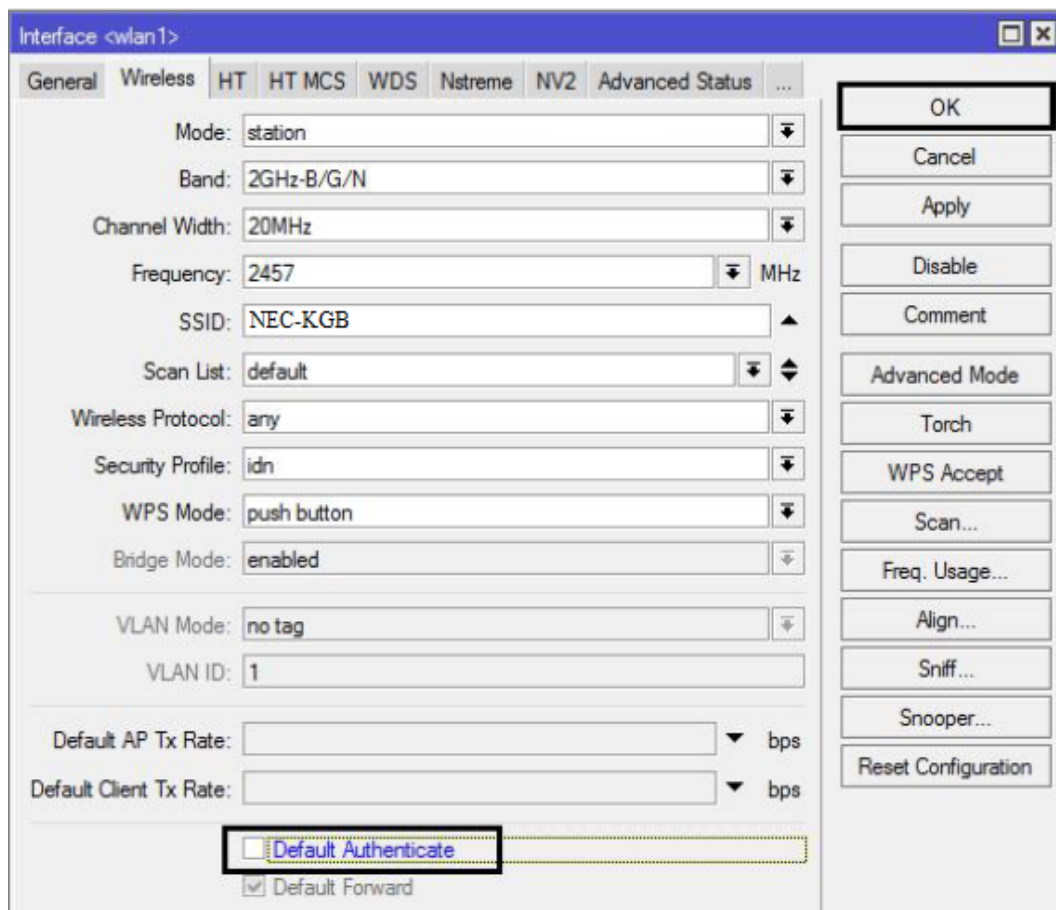 Interface <wlan1>
General Wireless HT HT MCS WDS Nstreme NV2 Advanced Status ...
Mode: station
Band: 2GHz-B/G/N
Channel Width: 20MHz
Frequency: 2457 MHz
SSID: NEC-KGB
Scan List: default
Wireless Protocol: any
Security Profile: idn
WPS Mode: push button
Bridge Mode: enabled
VLAN Mode: no tag
VLAN ID: 1
Default AP Tx Rate: bps
Default Client Tx Rate: bps
Default Authenticate
Default Forward
OK
Cancel
Apply
Disable
Comment
Advanced Mode
Torch
WPS Accept
Scan...
Freq. Usage...
Align...
Sniff...
Snooper...
Reset Configuration